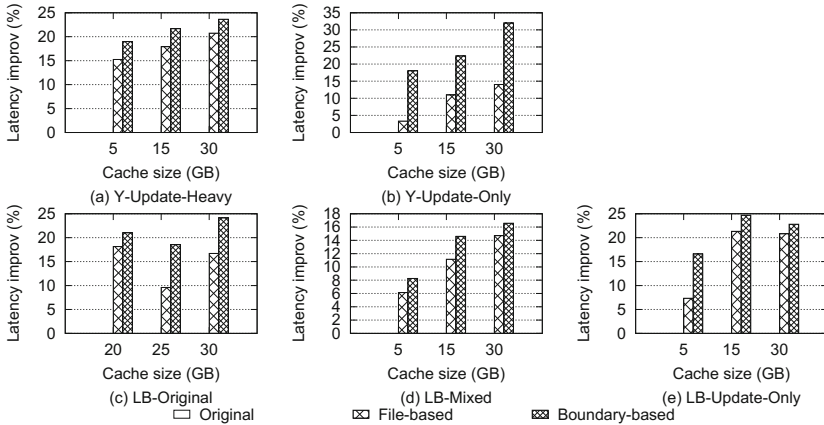 Latency improv (%)
25
20
15
10
5
0
5 15 30
Cache size (GB)
(a) Y-Update-Heavy
Latency improv (%)
35
30
25
20
15
10
5
0
5 15 30
Cache size (GB)
(b) Y-Update-Only
Latency improv (%)
25
20
15
10
5
0
20 25 30
Cache size (GB)
(c) LB-Original
Latency improv (%)
18
16
14
12
10
8
6
4
2
0
5 15 30
Cache size (GB)
(d) LB-Mixed
Latency improv (%)
25
20
15
10
5
0
5 15 30
Cache size (GB)
(e) LB-Update-Only
Original File-based Boundary-based